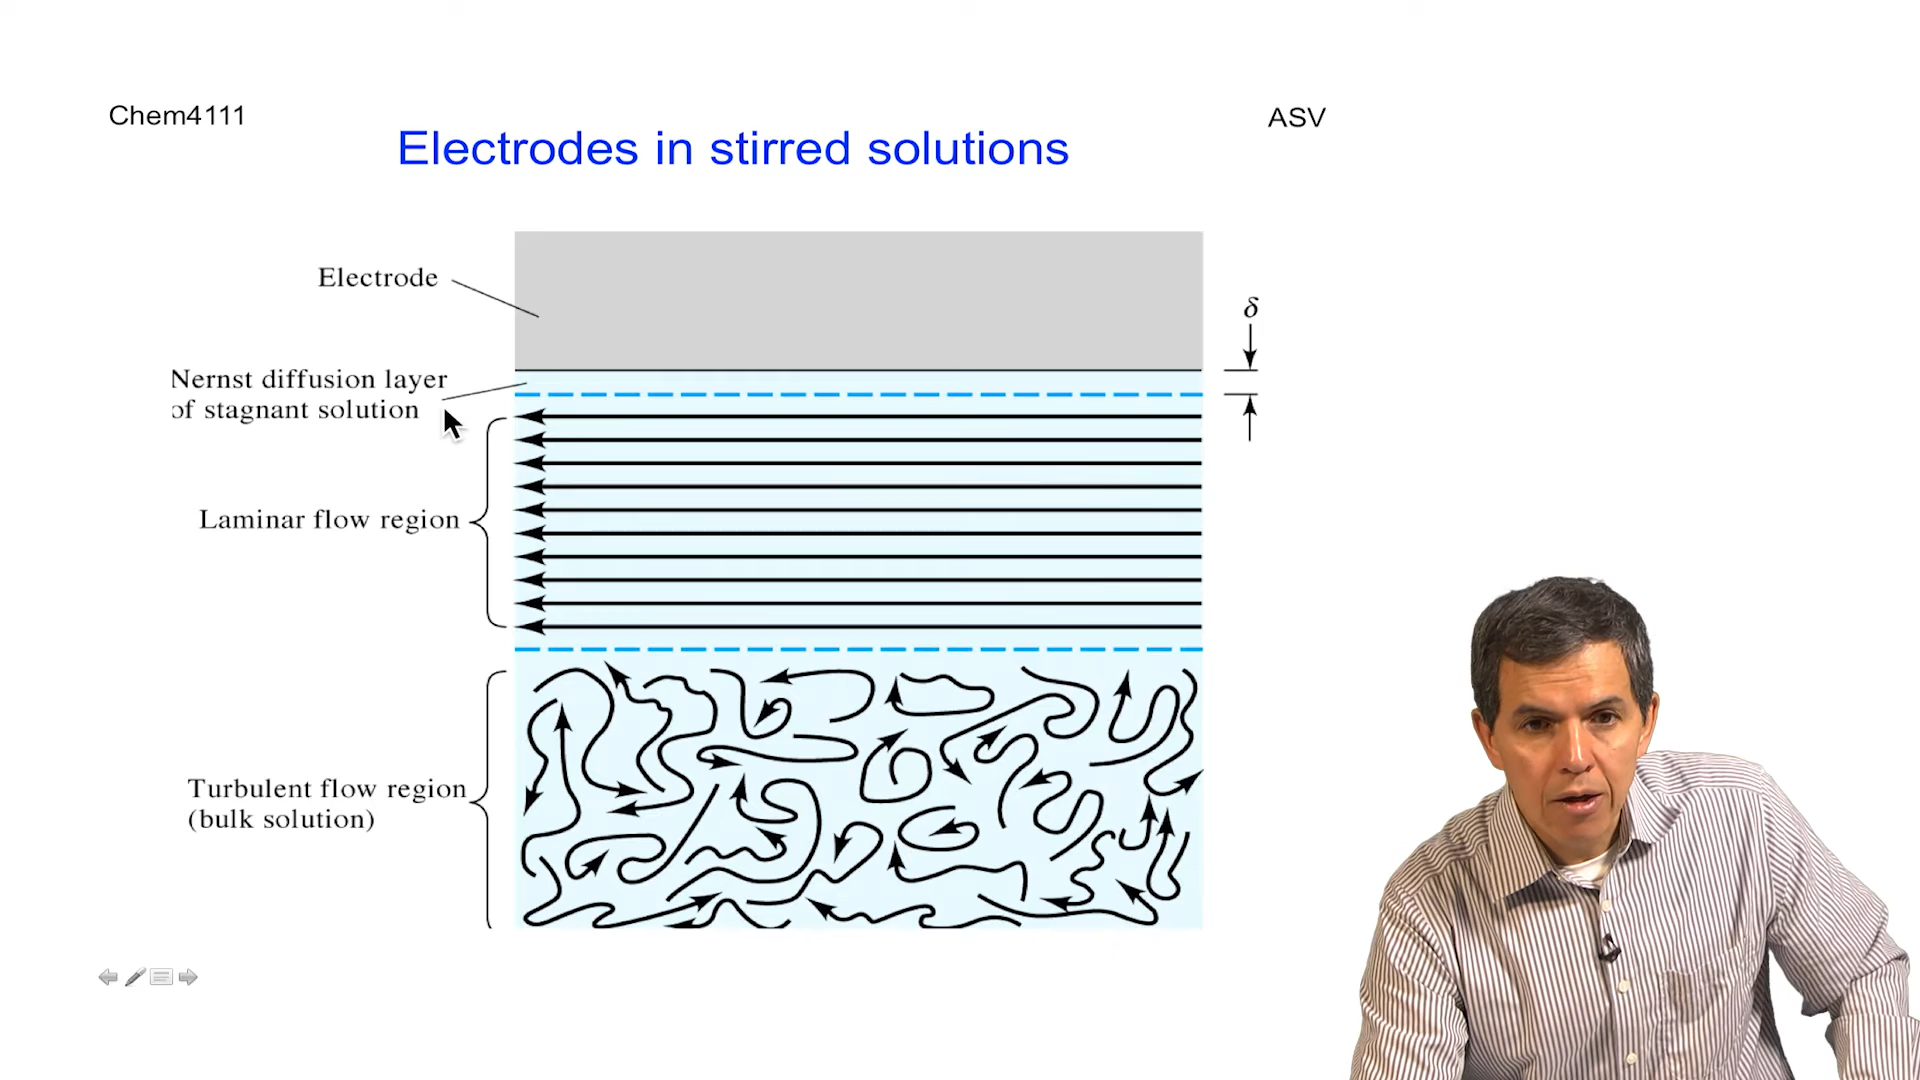 Chem4111
ASV
Electrodes in stirred solutions
Electrode
δ
Nernst diffusion layer
of stagnant solution
Laminar flow region
Turbulent flow region
(bulk solution)